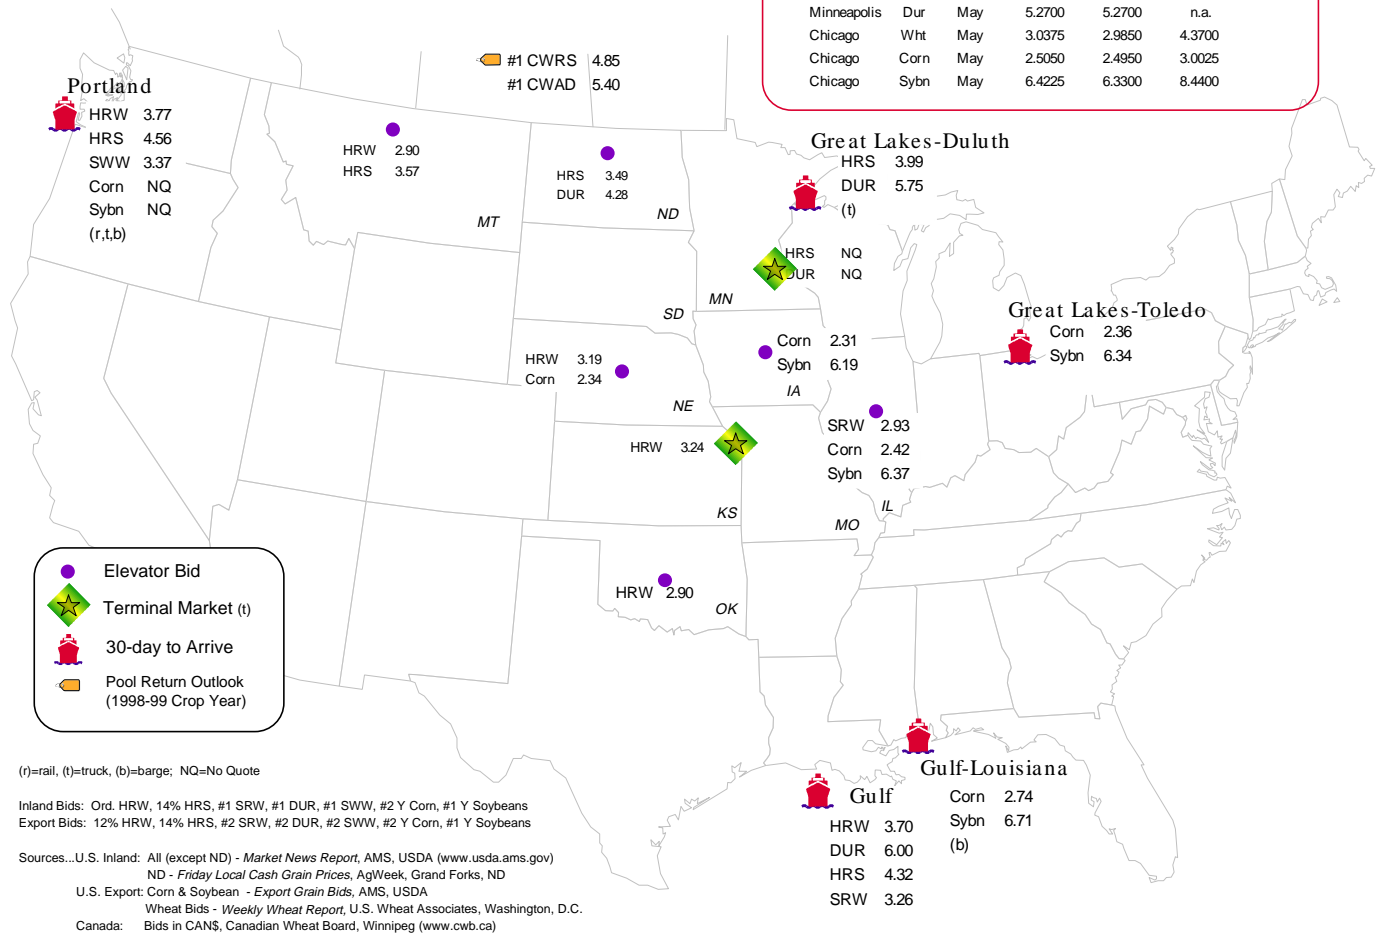 Minneapolis Dur May 5.2700 5.2700 n.a.
Chicago Wht May 3.0375 2.9850 4.3700
Chicago Corn May 2.5050 2.4950 3.0025
Chicago Sybn May 6.4225 6.3300 8.4400
#1 CWRS 4.85
#1 CWAD 5.40
Portland
HRW 3.77
HRS 4.56
SWW 3.37
Corn NQ
Sybn NQ
(r,t,b)
HRW 2.90
HRS 3.57
MT
HRS 3.49
DUR 4.28
ND
Great Lakes-Duluth
HRS 3.99
DUR 5.75
(t)
HRS NQ
DUR NQ
MN
SD
Great Lakes-Toledo
Corn 2.36
Sybn 6.34
HRW 3.19
Corn 2.34
NE
Corn 2.31
Sybn 6.19
IA
SRW 2.93
Corn 2.42
Sybn 6.37
IL
HRW 3.24
KS
MO
HRW 2.90
OK
Elevator Bid
Terminal Market (t)
30-day to Arrive
Pool Return Outlook
(1998-99 Crop Year)
Gulf-Louisiana
Corn 2.74
Sybn 6.71
(b)
Gulf
HRW 3.70
DUR 6.00
HRS 4.32
SRW 3.26
(r)=rail, (t)=truck, (b)=barge; NQ=No Quote
Inland Bids: Ord. HRW, 14% HRS, #1 SRW, #1 DUR, #1 SWW, #2 Y Corn, #1 Y Soybeans
Export Bids: 12% HRW, 14% HRS, #2 SRW, #2 DUR, #2 SWW, #2 Y Corn, #1 Y Soybeans
Sources...U.S. Inland: All (except ND) - Market News Report, AMS, USDA (www.usda.ams.gov)
ND - Friday Local Cash Grain Prices, AgWeek, Grand Forks, ND
U.S. Export: Corn & Soybean - Export Grain Bids, AMS, USDA
Wheat Bids - Weekly Wheat Report, U.S. Wheat Associates, Washington, D.C.
Canada: Bids in CAN$, Canadian Wheat Board, Winnipeg (www.cwb.ca)